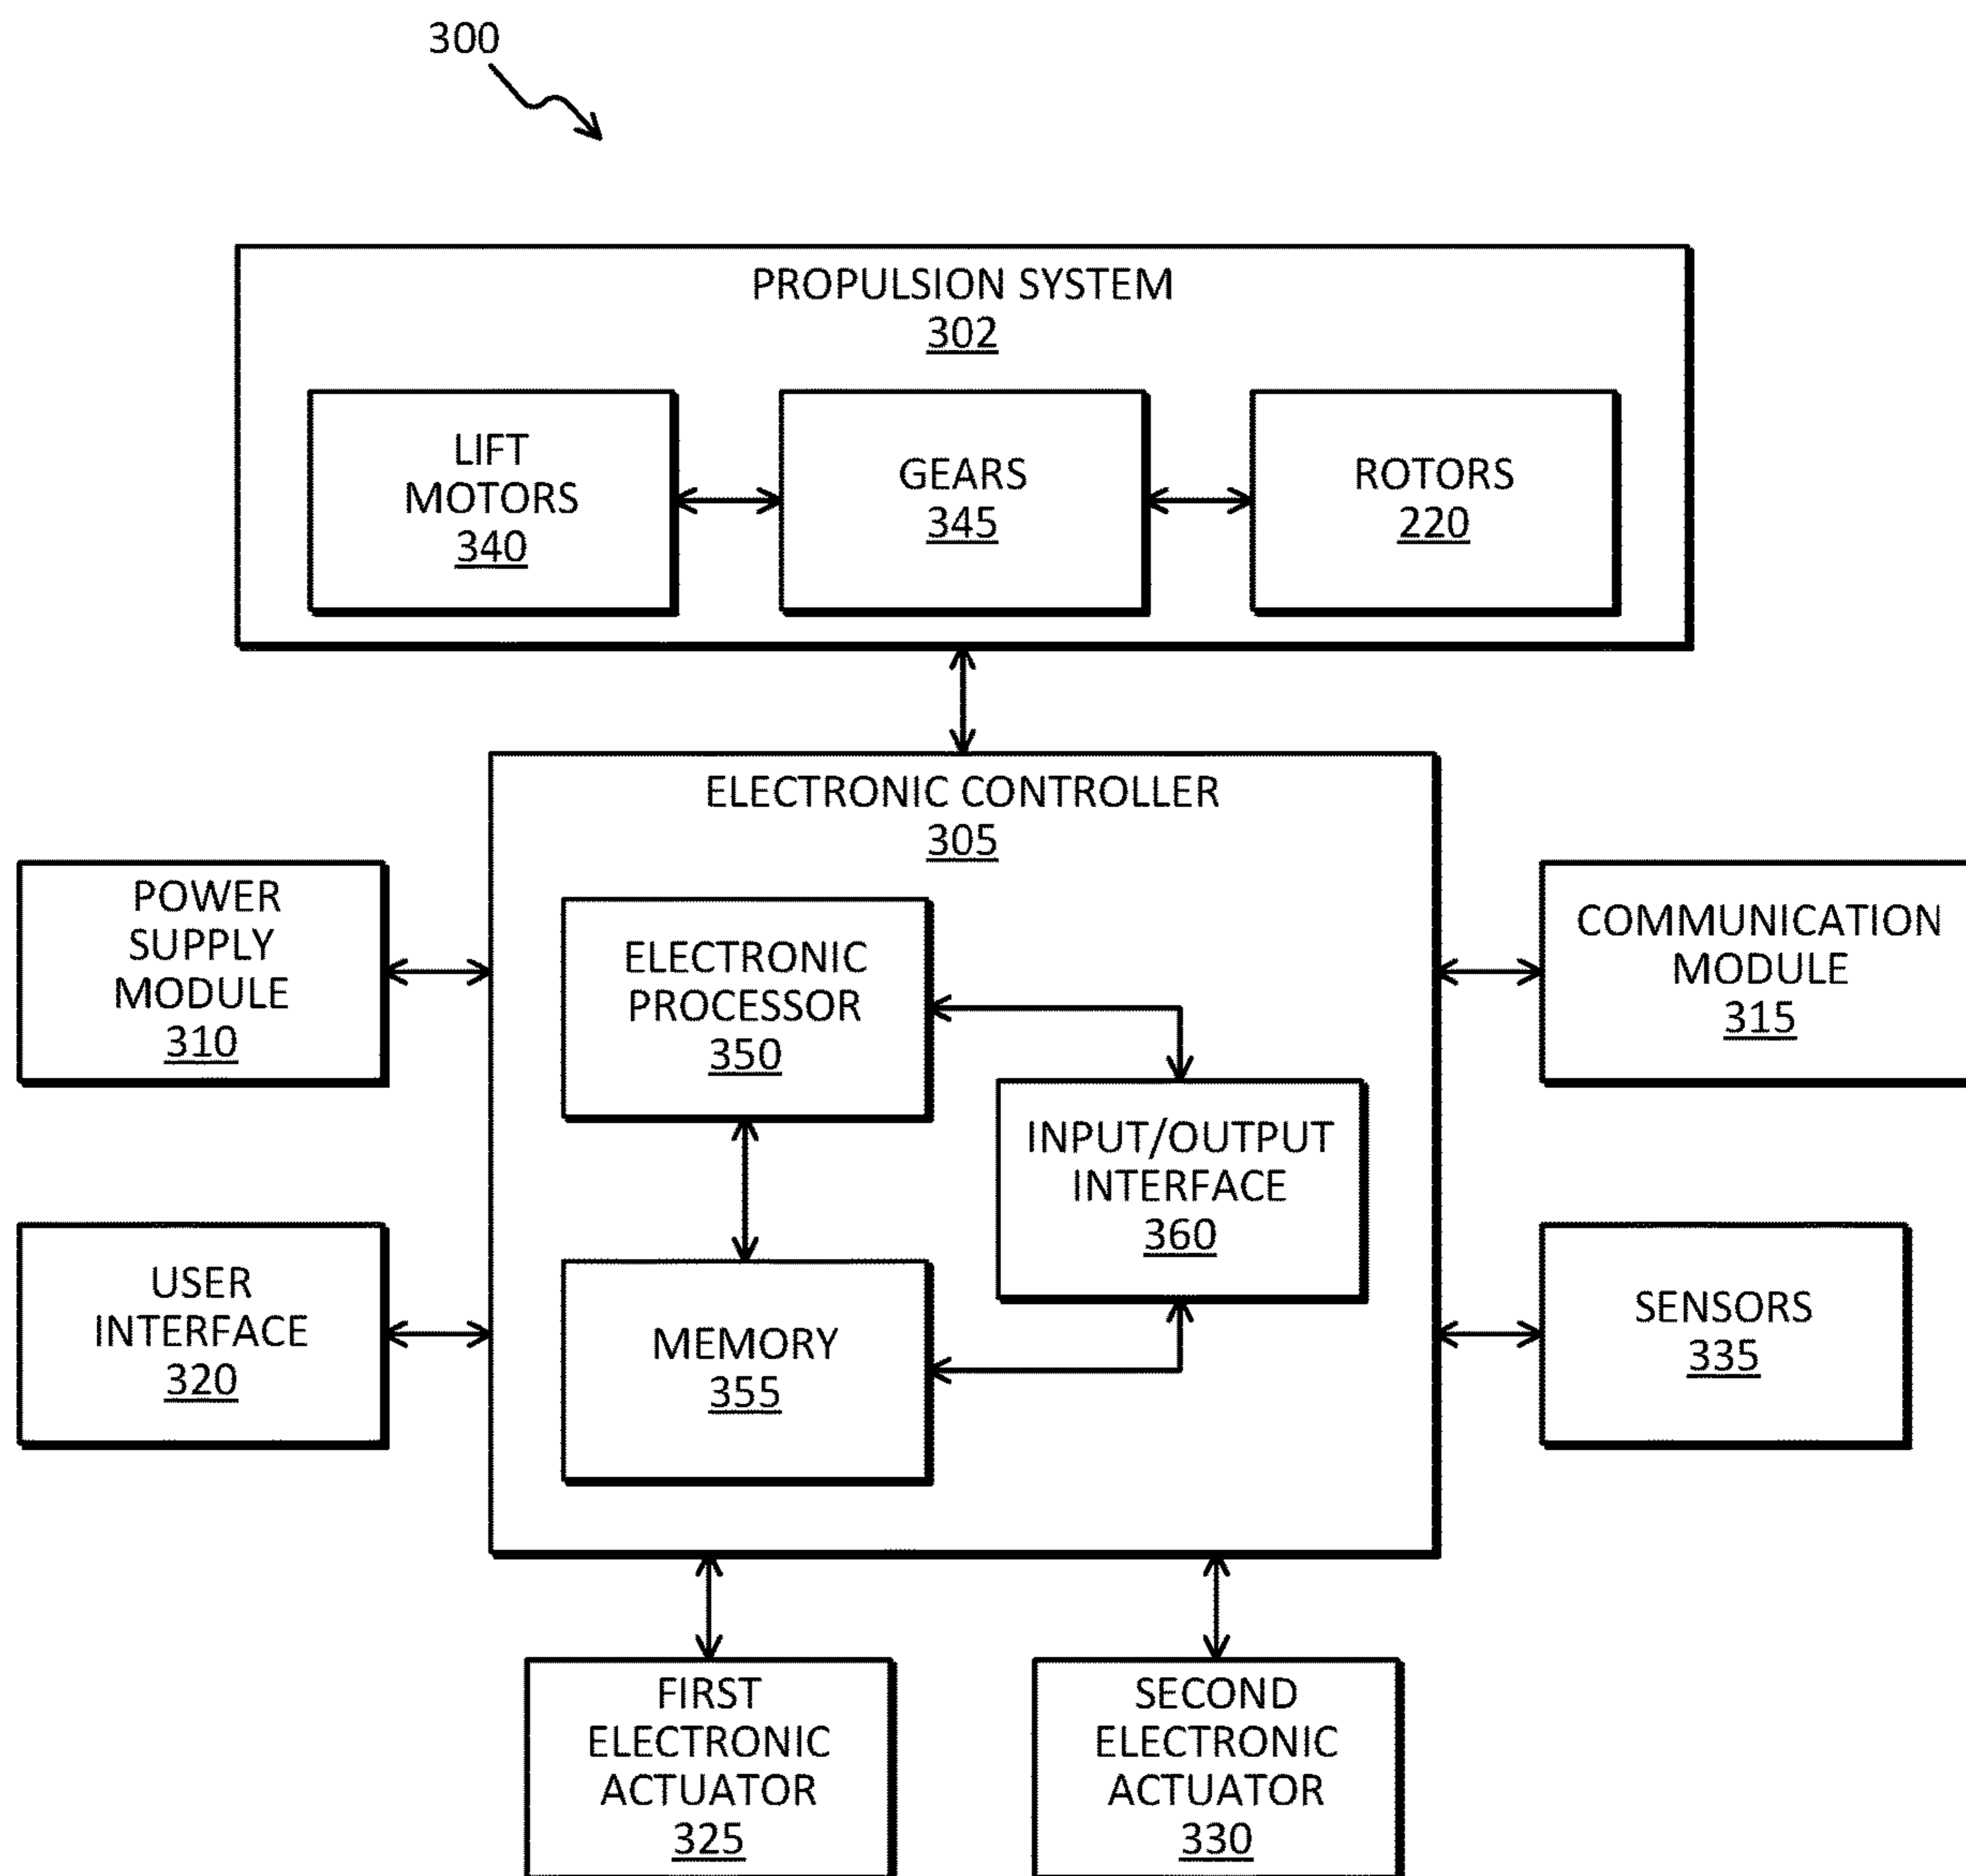 300
PROPULSION SYSTEM
302
LIFT
MOTORS
340
GEARS
345
ROTORS
220
ELECTRONIC CONTROLLER
305
POWER
SUPPLY
MODULE
310
ELECTRONIC
PROCESSOR
350
COMMUNICATION
MODULE
315
INPUT/OUTPUT
INTERFACE
360
USER
INTERFACE
320
MEMORY
355
SENSORS
335
FIRST
ELECTRONIC
ACTUATOR
325
SECOND
ELECTRONIC
ACTUATOR
330